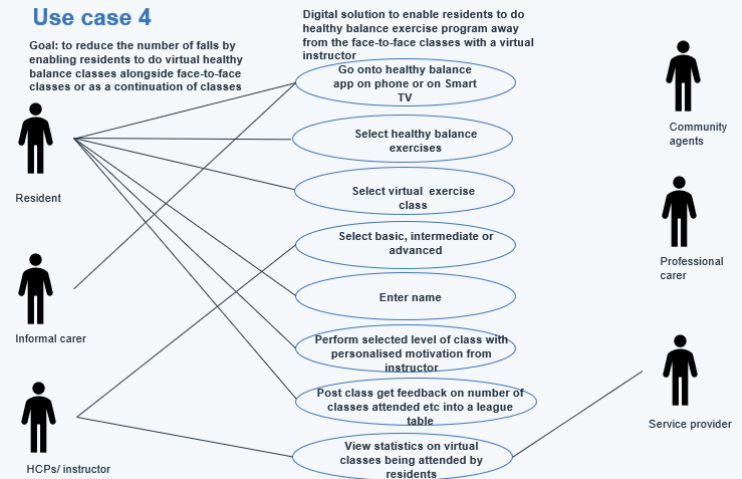 Use case 4
Goal: to reduce the number of falls by
enabling residents to do virtual healthy
balance classes alongside face-to-face
classes or as a continuation of classes
Resident
Informal carer
HCPs/ instructor
Digital solution to enable residents to do
healthy balance exercise program away
from the face-to-face classes with a virtual
instructor
Go onto healthy balance
app on phone or on Smart
TV
Select healthy balance
exercises
Select virtual exercise
class
Select basic, intermediate or
advanced
Enter name
Perform selected level of class with
personalised motivation from
instructor
Post class get feedback on number of
classes attended etc into a league
table
View statistics on virtual
classes being attended by
residents
Community
agents
Professional
carer
Service provider